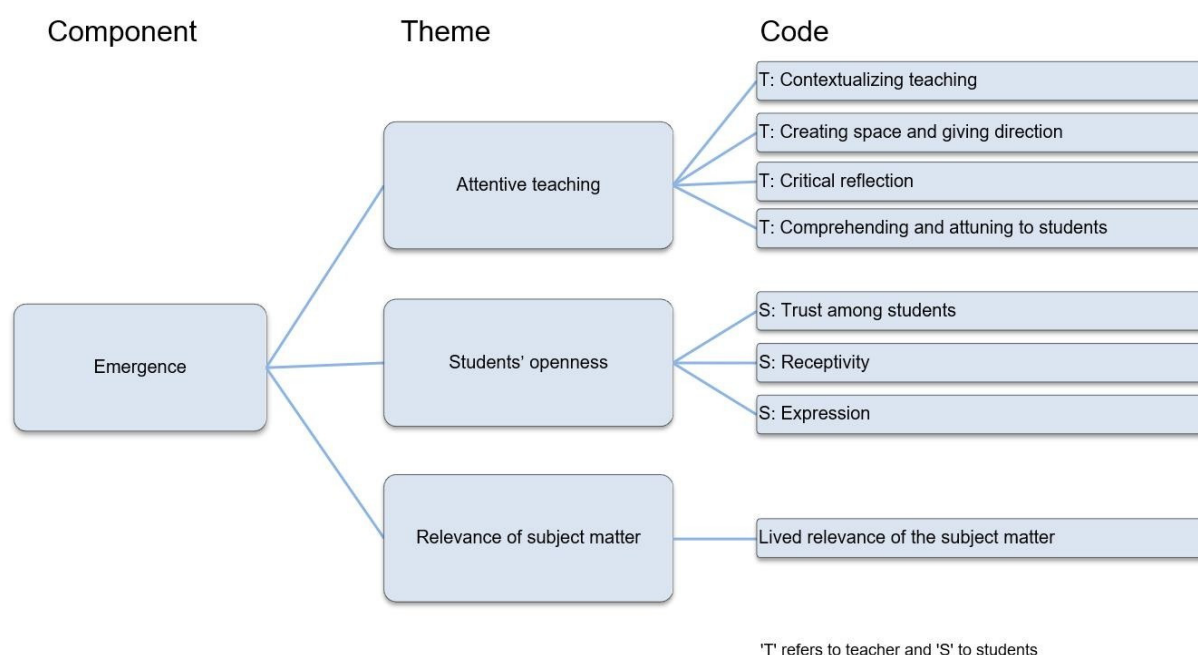 Component
Theme
Code
T: Contextualizing teaching
T: Creating space and giving direction
Attentive teaching
T: Critical reflection
T: Comprehending and attuning to students
S: Trust among students
Emergence
Students’ openness
S: Receptivity
S: Expression
Relevance of subject matter
Lived relevance of the subject matter
'T' refers to teacher and 'S' to students